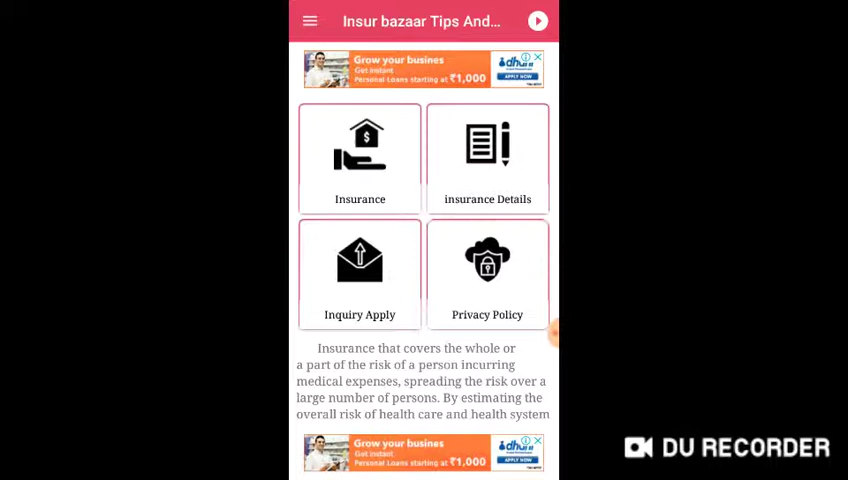 Insur bazaar Tips And...
Grow your busines
Get instant
Personal Loans starting at ₹1,000
APPLY NOW
Insurance
insurance Details
Inquiry Apply
Privacy Policy
Insurance that covers the whole or
a part of the risk of a person incurring
medical expenses, spreading the risk over a
large number of persons. By estimating the
overall risk of health care and health system
Grow your busines
Get instant
Personal Loans starting at ₹1,000
APPLY NOW
DU RECORDER